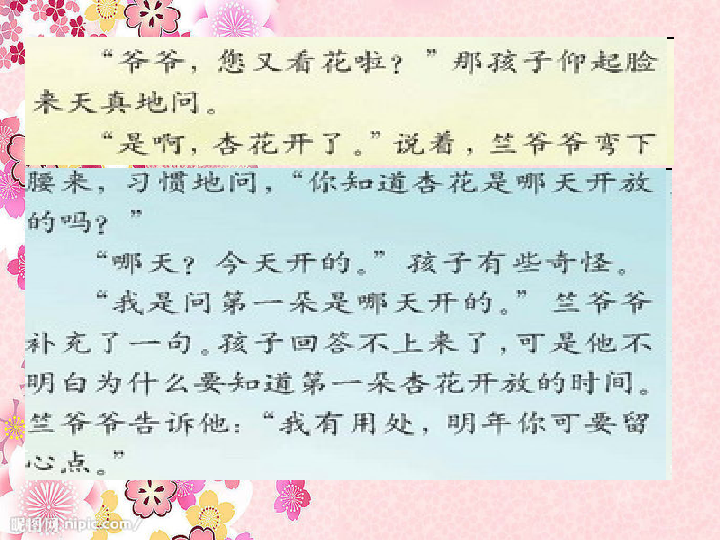 “爷爷，您又看花啦？”那孩子仰起脸
来天真地问。
“是啊，杏花开了。”说着，竺爷爷弯下
腰来，习惯地问，“你知道杏花是哪天开放
的吗？”
“哪天？今天开的。”孩子有些奇怪。
“我是问第一朵是哪天开的。”竺爷爷
补充了一句。孩子回答不上来了，可是他不
明白为什么要知道第一朵杏花开放的时间。
竺爷爷告诉他：“我有用处，明年你可要留
心点。”
昵图网 nipic.com/